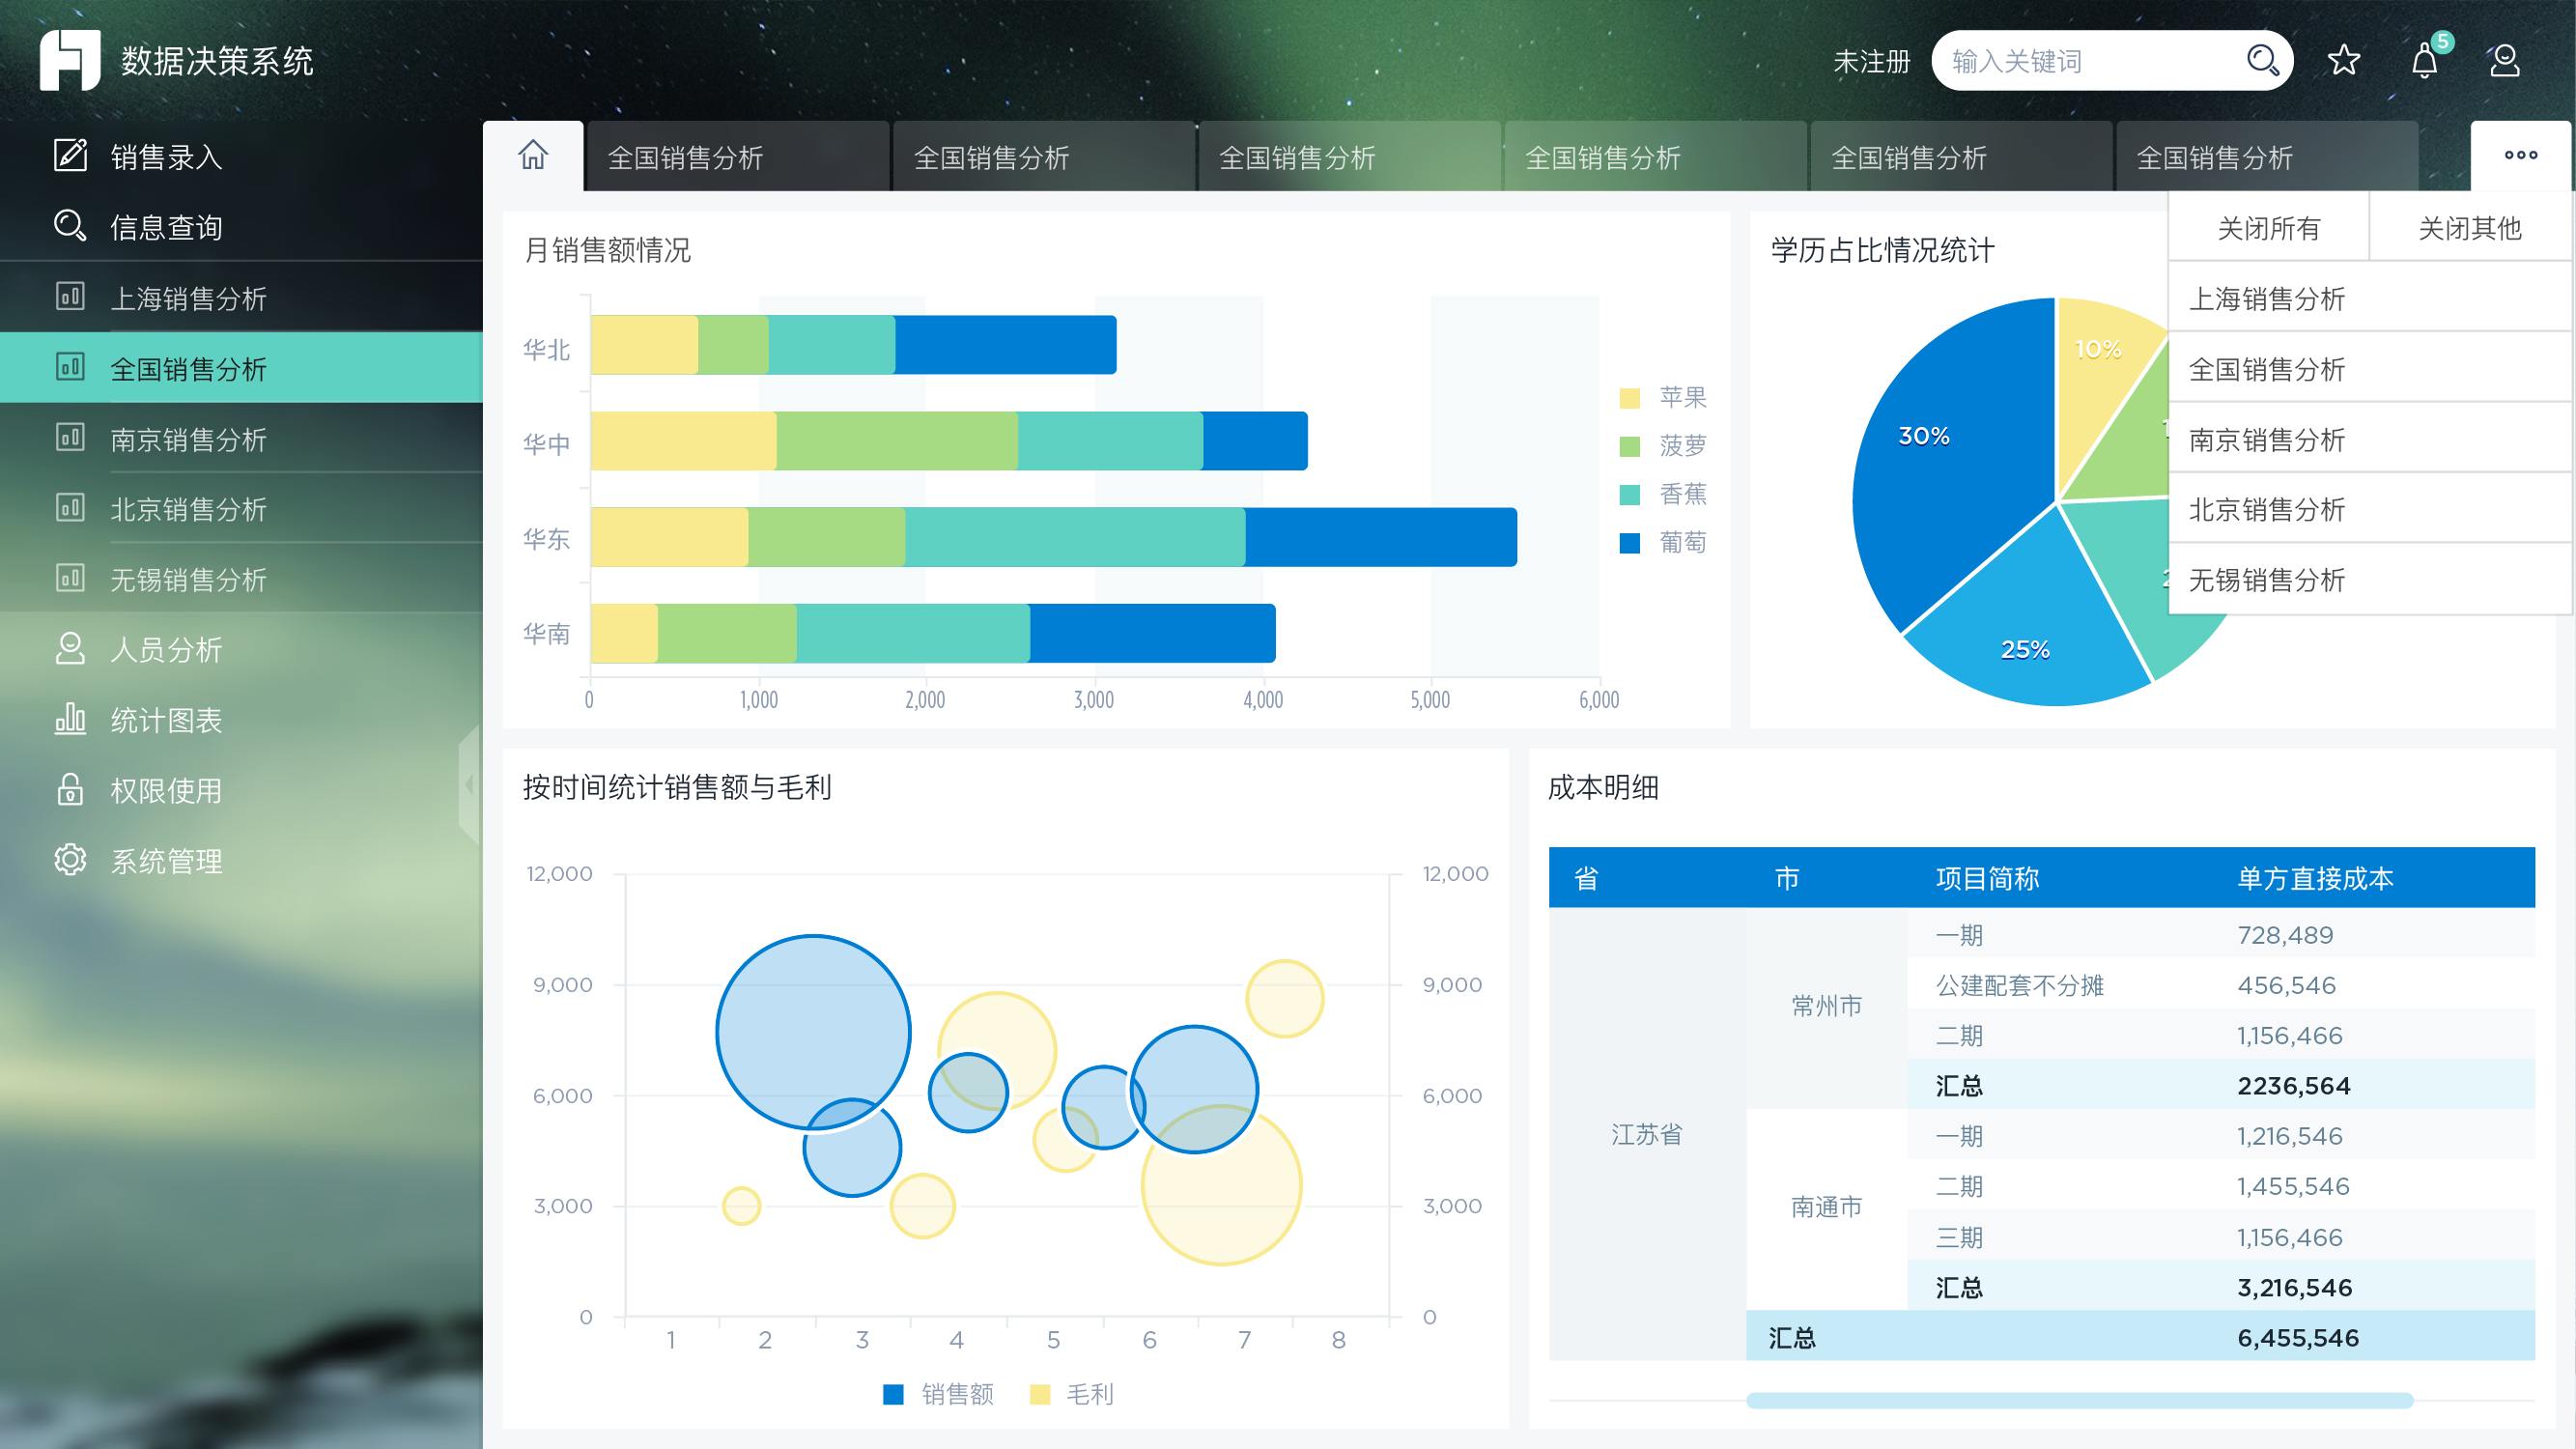 数据决策系统
未注册
输入关键词
5
销售录入
信息查询
上海销售分析
全国销售分析
南京销售分析
北京销售分析
无锡销售分析
人员分析
统计图表
权限使用
系统管理
全国销售分析 全国销售分析 全国销售分析 全国销售分析 全国销售分析 全国销售分析
关闭所有 关闭其他
上海销售分析
全国销售分析
南京销售分析
北京销售分析
无锡销售分析
月销售额情况
华北
华中
华东
华南
0 1,000 2,000 3,000 4,000 5,000 6,000
苹果
菠萝
香蕉
葡萄
学历占比情况统计
10%
30%
25%
按时间统计销售额与毛利
12,000 12,000
9,000 9,000
6,000 6,000
3,000 3,000
0 0
1 2 3 4 5 6 7 8
销售额 毛利
成本明细
省 市 项目简称 单方直接成本
江苏省
常州市
一期 728,489
公建配套不分摊 456,546
二期 1,156,466
汇总 2236,564
南通市
一期 1,216,546
二期 1,455,546
三期 1,156,466
汇总 3,216,546
汇总 6,455,546